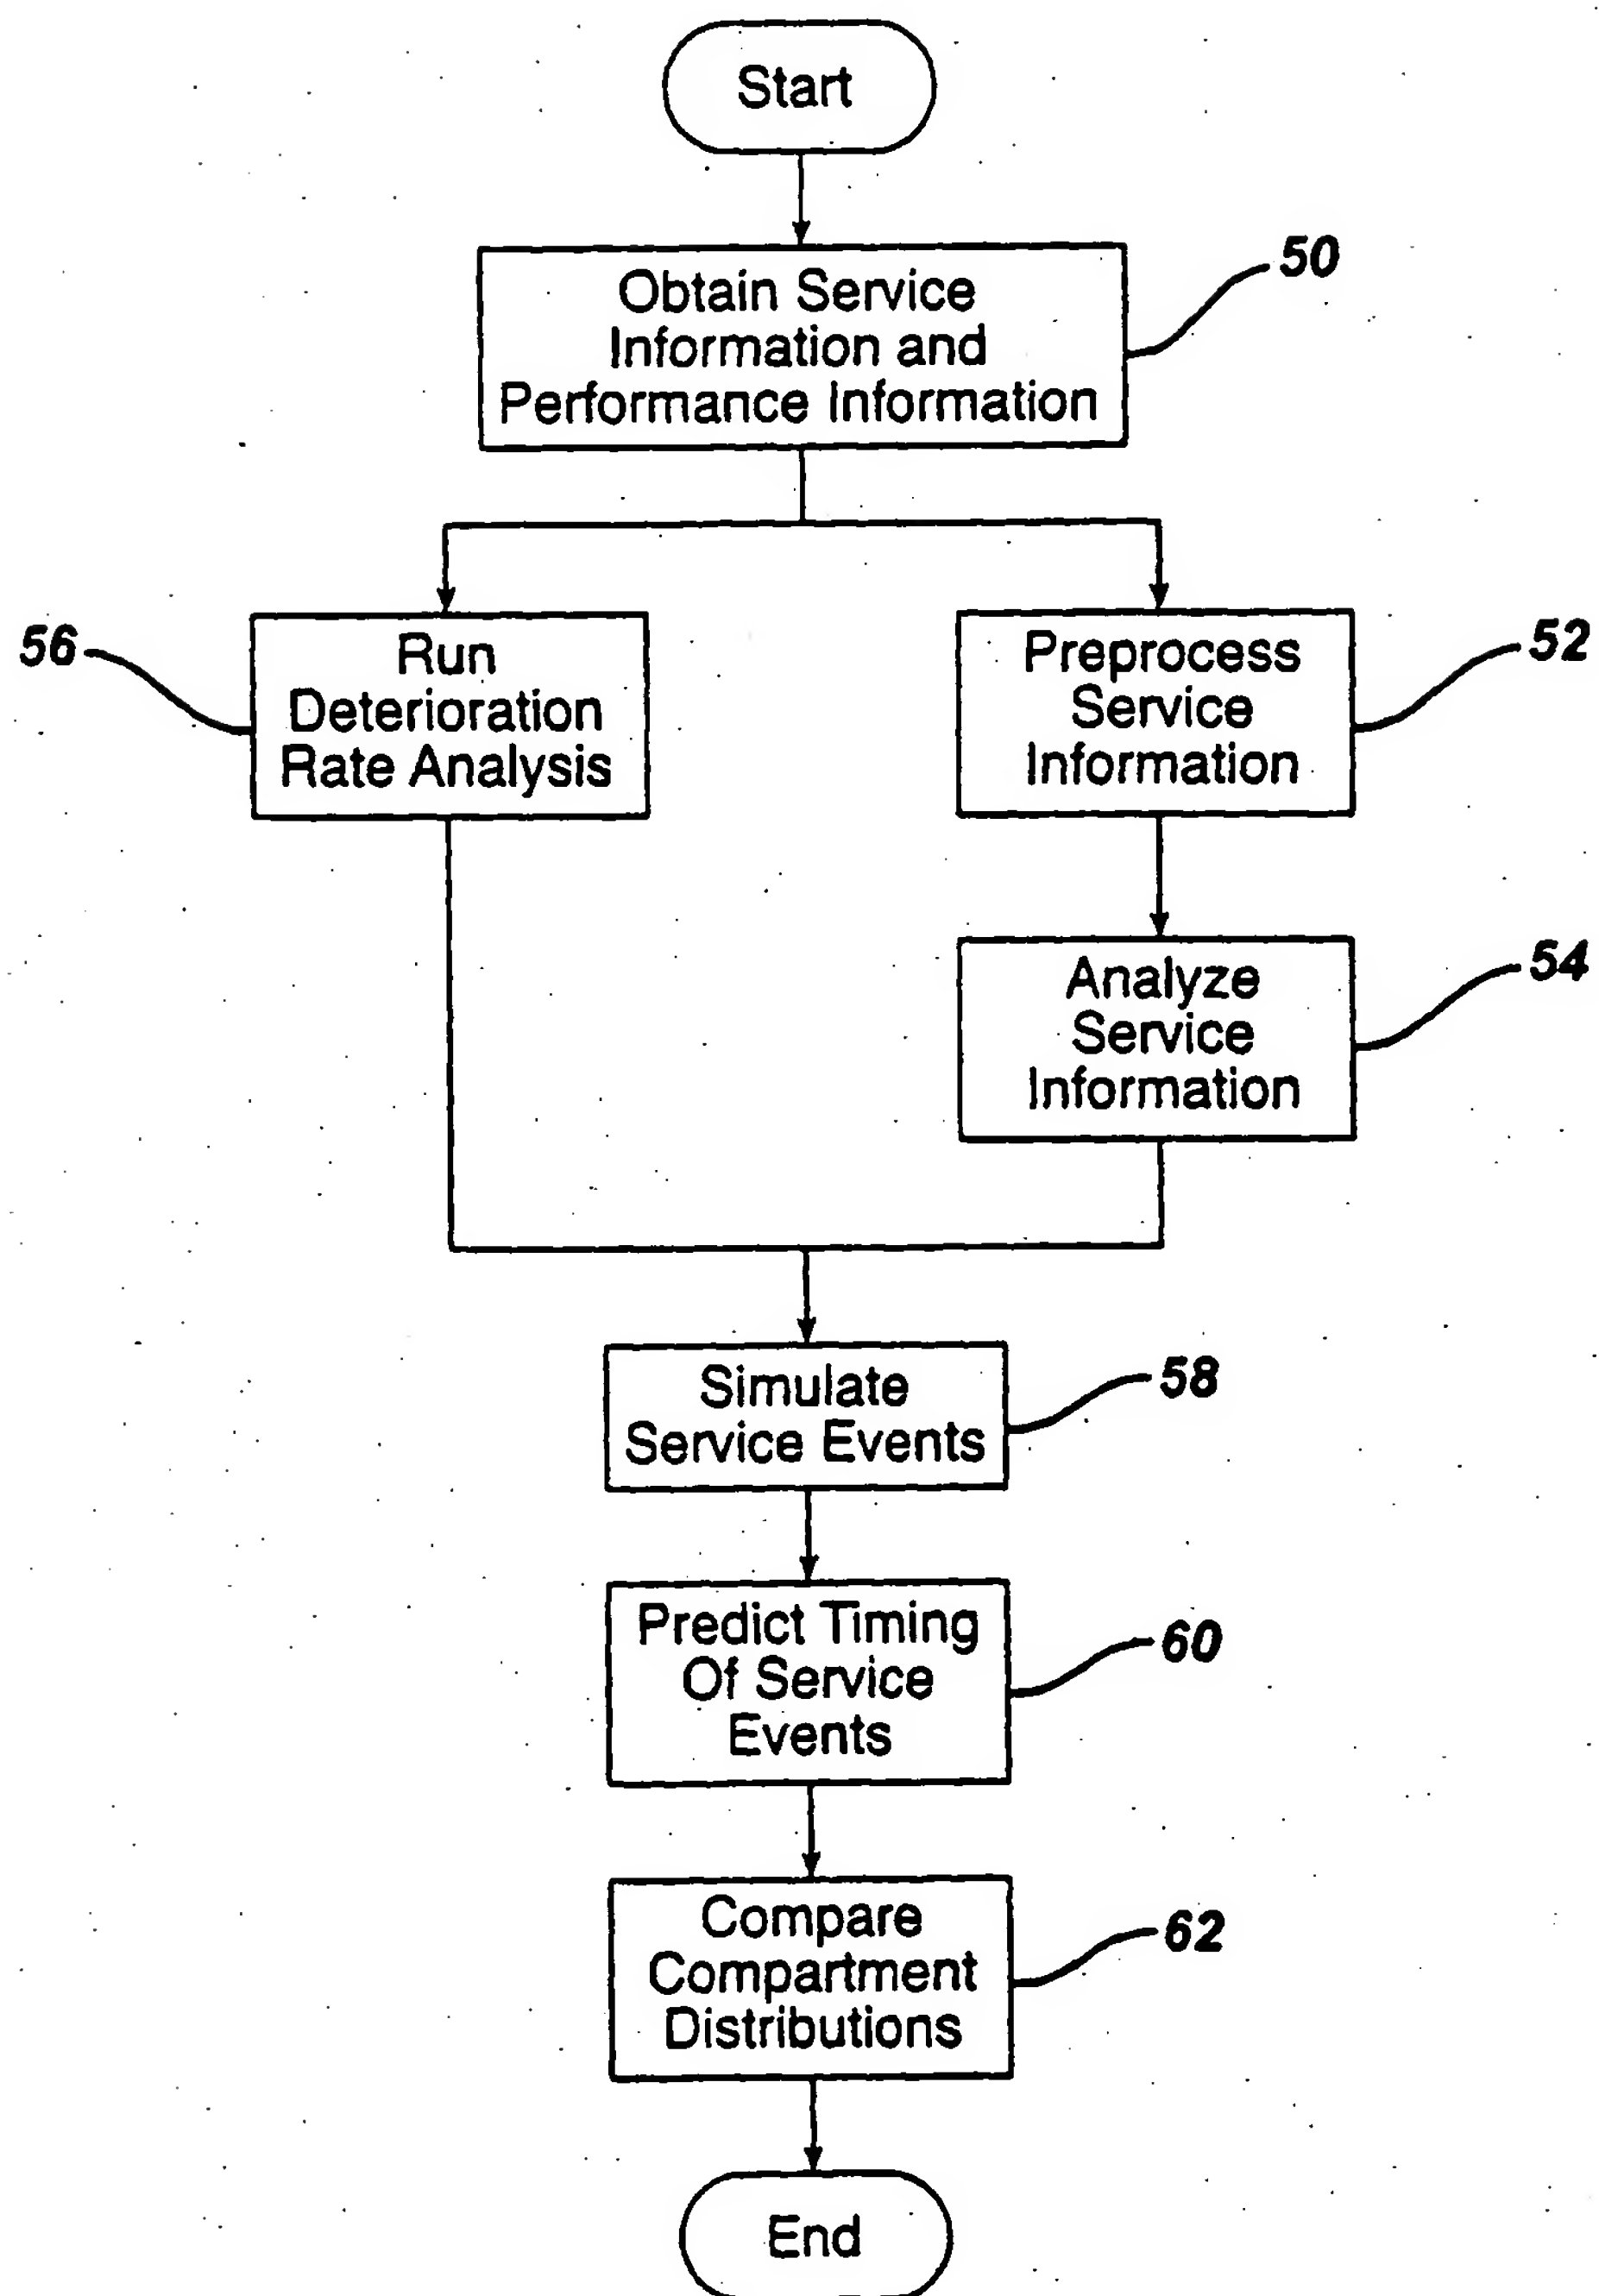 Start
50
Obtain Service
Information and
Performance Information
56
Run
Deterioration
Rate Analysis
52
Preprocess
Service
Information
54
Analyze
Service
Information
58
Simulate
Service Events
60
Predict Timing
Of Service
Events
62
Compare
Compartment
Distributions
End